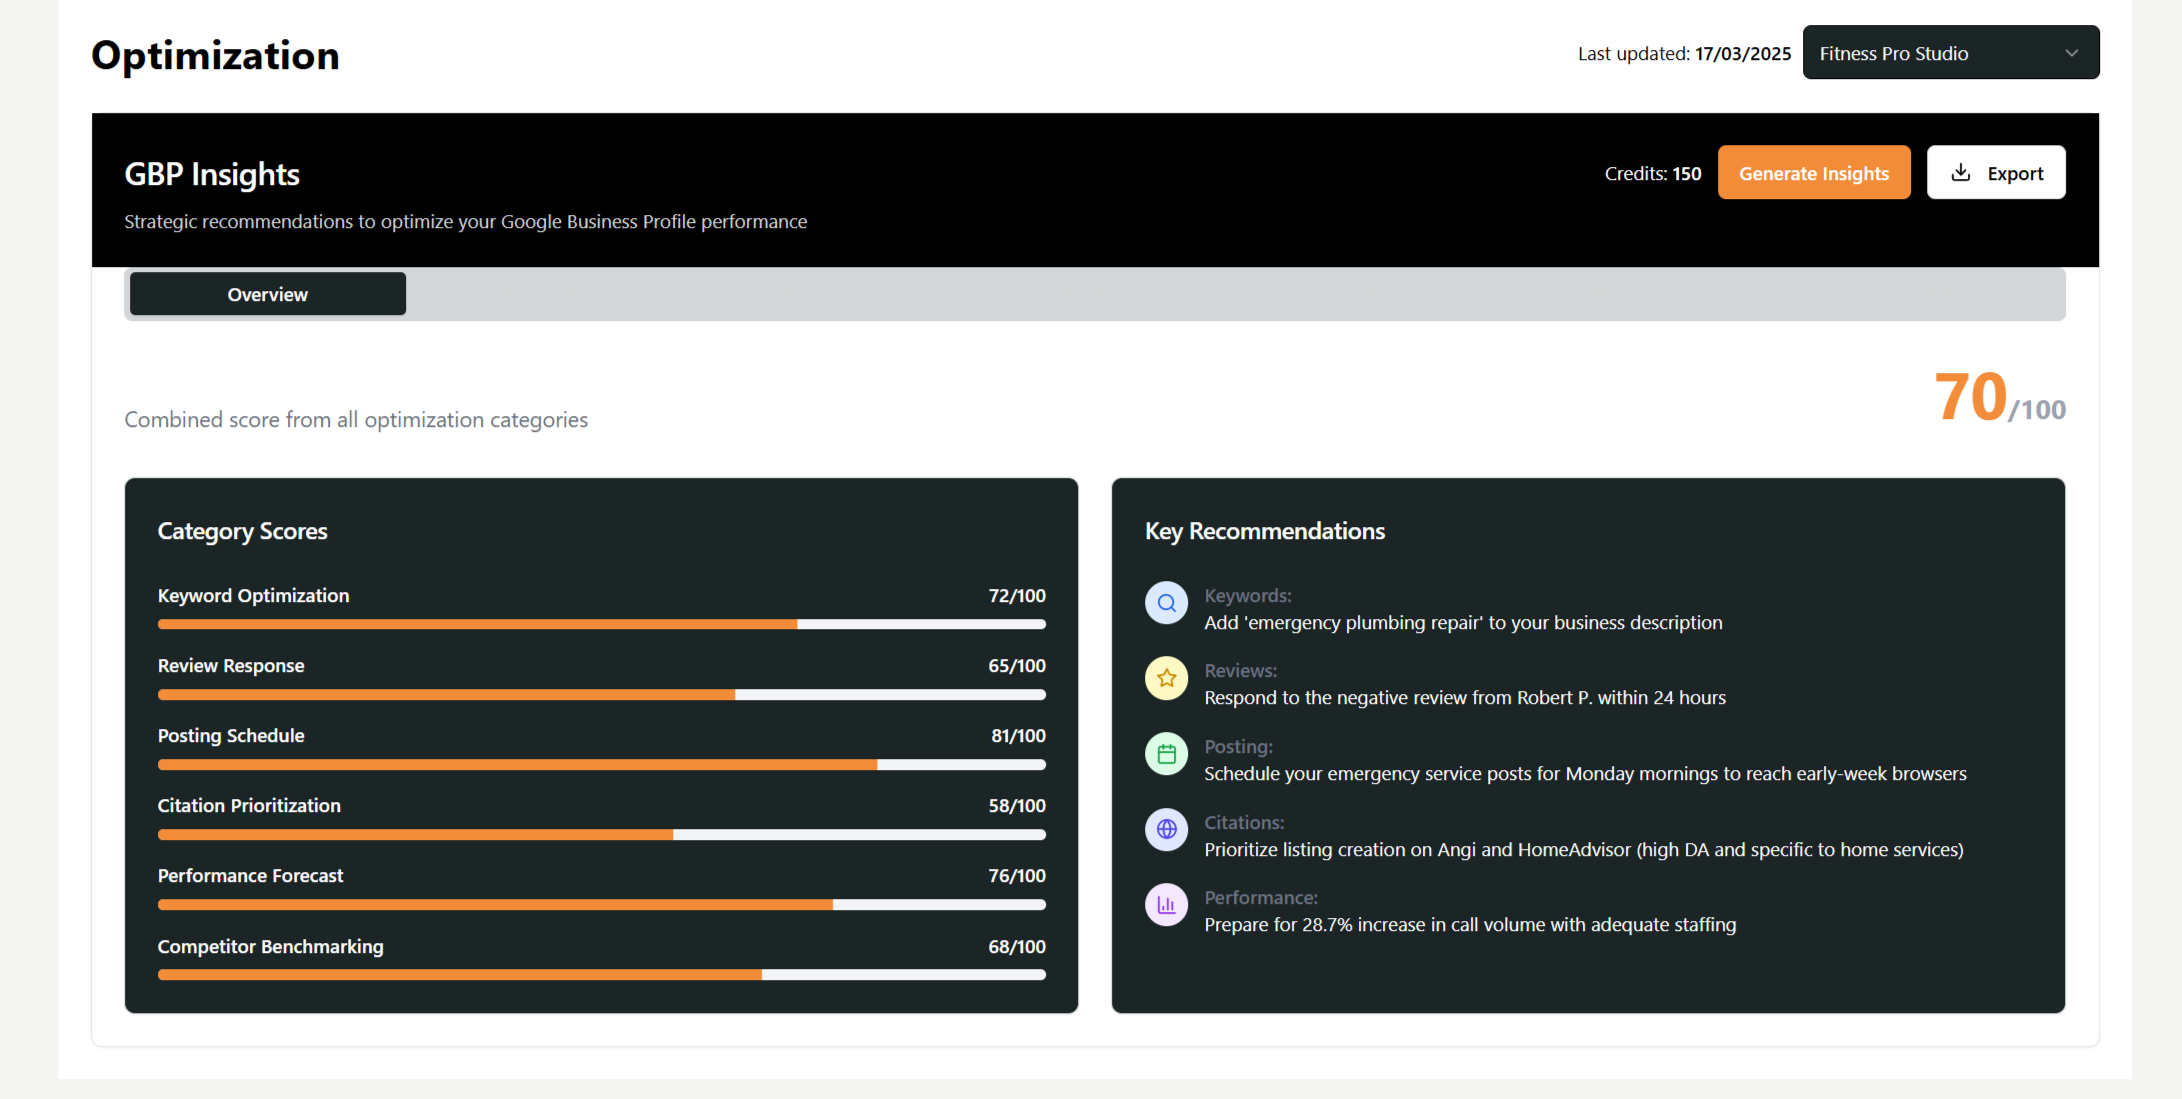 Optimization
Last updated: 17/03/2025
Fitness Pro Studio
GBP Insights
Strategic recommendations to optimize your Google Business Profile performance
Credits: 150
Generate Insights
Export
Overview
Combined score from all optimization categories
70/100
Category Scores
Keyword Optimization 72/100
Review Response 65/100
Posting Schedule 81/100
Citation Prioritization 58/100
Performance Forecast 76/100
Competitor Benchmarking 68/100
Key Recommendations
Keywords:
Add 'emergency plumbing repair' to your business description
Reviews:
Respond to the negative review from Robert P. within 24 hours
Posting:
Schedule your emergency service posts for Monday mornings to reach early-week browsers
Citations:
Prioritize listing creation on Angi and HomeAdvisor (high DA and specific to home services)
Performance:
Prepare for 28.7% increase in call volume with adequate staffing